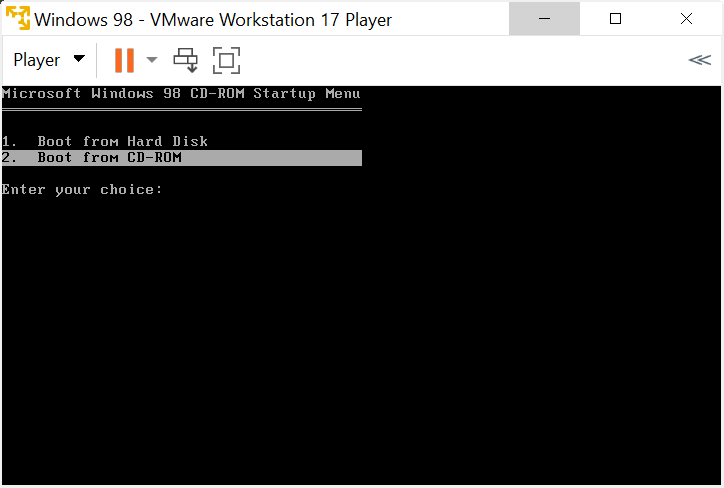 Windows 98 - VMware Workstation 17 Player
Player
Microsoft Windows 98 CD-ROM Startup Menu
1. Boot from Hard Disk
2. Boot from CD-ROM
Enter your choice: